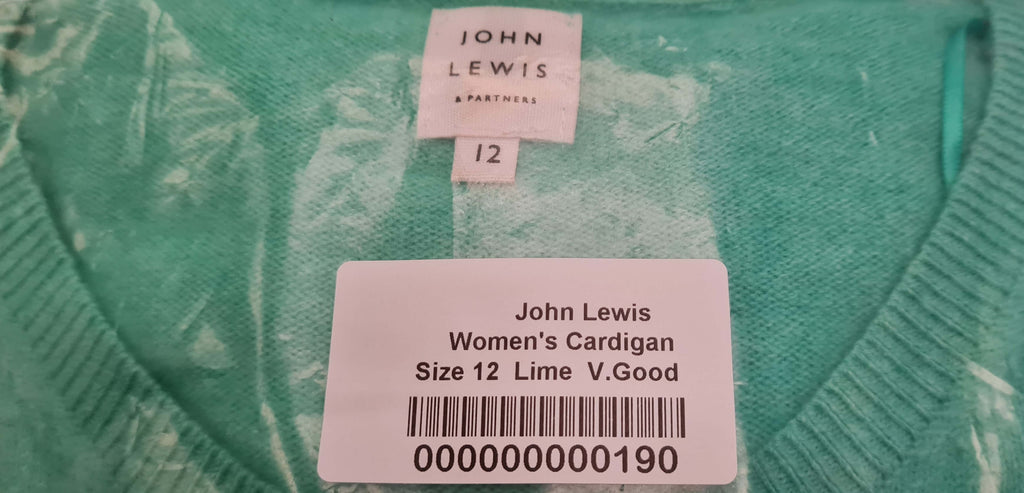 JOHN
LEWIS
& PARTNERS
12
John Lewis
Women's Cardigan
Size 12 Lime V.Good
000000000190